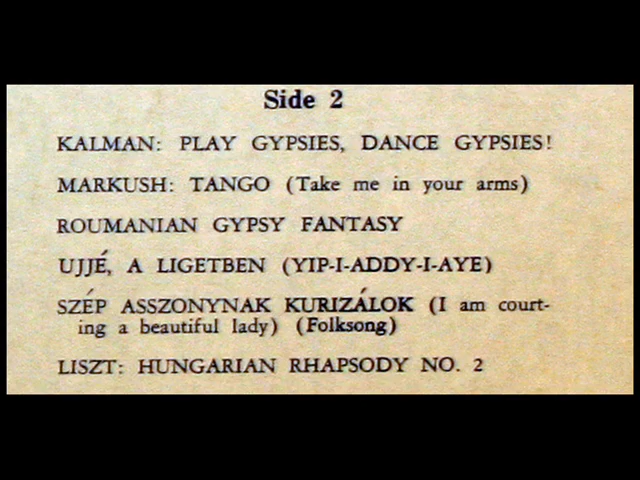 Side 2
KALMAN: PLAY GYPSIES, DANCE GYPSIES!
MARKUSH: TANGO (Take me in your arms)
ROUMANIAN GYPSY FANTASY
UJJÉ, A LIGETBEN (YIP-I-ADDY-I-AYE)
SZÉP ASSZONYNAK KURIZÁLOK (I am court-
ing a beautiful lady) (Folksong)
LISZT: HUNGARIAN RHAPSODY NO. 2